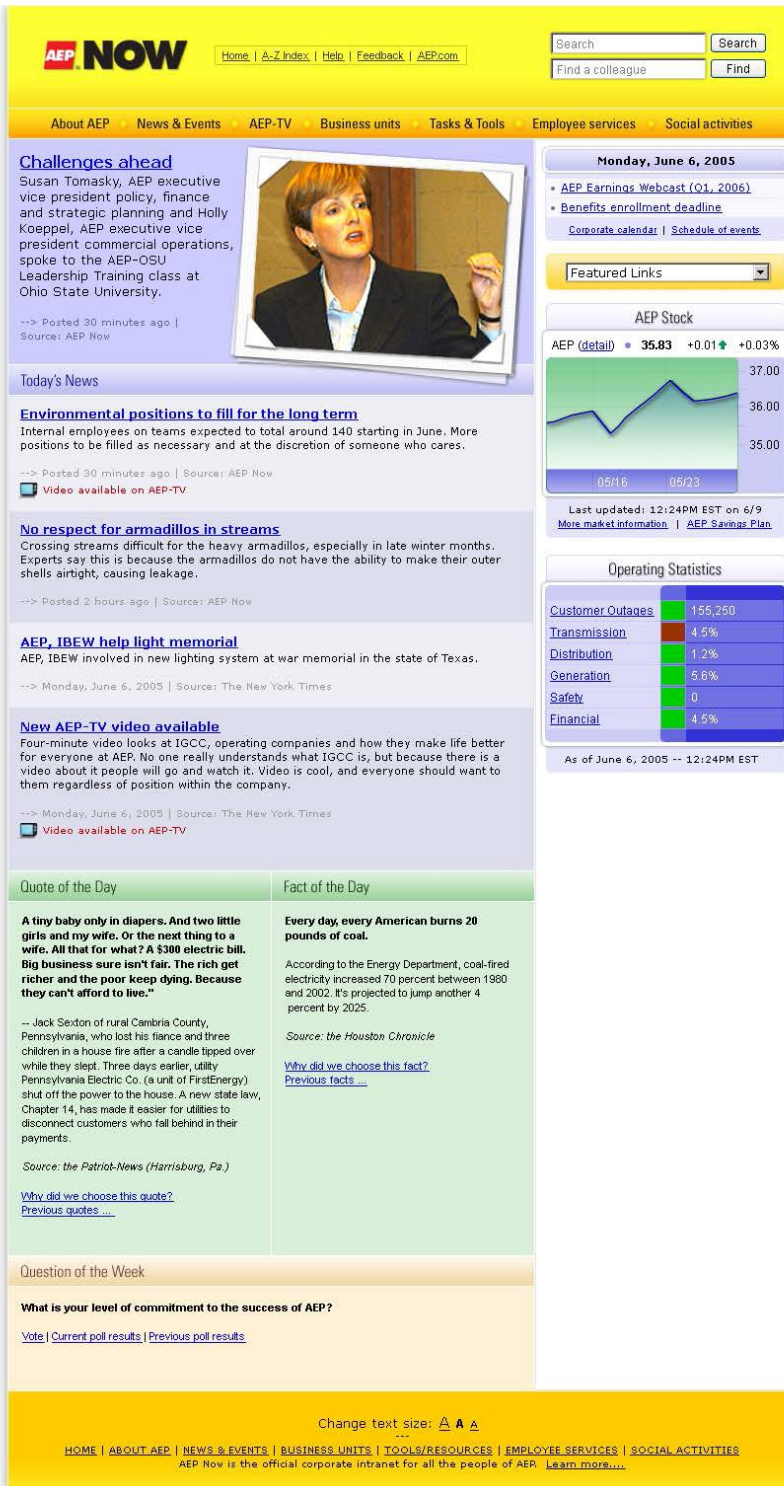 AEP NOW
Home | A-Z Index | Help | Feedback | AEP.com
Search Search
Find a colleague Find
About AEP News & Events AEP-TV Business units Tasks & Tools Employee services Social activities
Challenges ahead
Susan Tomasky, AEP executive
vice president policy, finance
and strategic planning and Holly
Koeppel, AEP executive vice
president commercial operations,
spoke to the AEP-OSU
Leadership Training class at
Ohio State University.
--> Posted 30 minutes ago |
Source: AEP Now
Today's News
Environmental positions to fill for the long term
Internal employees on teams expected to total around 140 starting in June. More
positions to be filled as necessary and at the discretion of someone who cares.
--> Posted 30 minutes ago | Source: AEP Now
Video available on AEP-TV
No respect for armadillos in streams
Crossing streams difficult for the heavy armadillos, especially in late winter months.
Experts say this is because the armadillos do not have the ability to make their outer
shells airtight, causing leakage.
--> Posted 2 hours ago | Source: AEP Now
AEP, IBEW help light memorial
AEP, IBEW involved in new lighting system at war memorial in the state of Texas.
--> Monday, June 6, 2005 | Source: The New York Times
New AEP-TV video available
Four-minute video looks at IGCC, operating companies and how they make life better
for everyone at AEP. No one really understands what IGCC is, but because there is a
video about it people will go and watch it. Video is cool, and everyone should want to
them regardless of position within the company.
--> Monday, June 6, 2005 | Source: The New York Times
Video available on AEP-TV
Quote of the Day
A tiny baby only in diapers. And two little
girls and my wife. Or the next thing to a
wife. All that for what? A $300 electric bill.
Big business sure isn't fair. The rich get
richer and the poor keep dying. Because
they can't afford to live."
-- Jack Sexton of rural Cambria County,
Pennsylvania, who lost his fiance and three
children in a house fire after a candle tipped over
while they slept. Three days earlier, utility
Pennsylvania Electric Co. (a unit of FirstEnergy)
shut off the power to the house. A new state law,
Chapter 14, has made it easier for utilities to
disconnect customers who fall behind in their
payments.
Source: the Patriot-News (Harrisburg, Pa.)
Why did we choose this quote?
Previous quotes ...
Fact of the Day
Every day, every American burns 20
pounds of coal.
According to the Energy Department, coal-fired
electricity increased 70 percent between 1980
and 2002. It's projected to jump another 4
percent by 2025.
Source: the Houston Chronicle
Why did we choose this fact?
Previous facts ...
Question of the Week
What is your level of commitment to the success of AEP?
Vote | Current poll results | Previous poll results
Monday, June 6, 2005
AEP Earnings Webcast (Q1, 2006)
Benefits enrollment deadline
Corporate calendar | Schedule of events
Featured Links
AEP Stock
AEP (detail) • 35.83 +0.01 +0.03%
37.00
36.00
35.00
05/16 05/23
Last updated: 12:24PM EST on 6/9
More market information | AEP Savings Plan
Operating Statistics
Customer Outages 155,250
Transmission 4.5%
Distribution 1.2%
Generation 5.6%
Safety 0
Financial 4.5%
As of June 6, 2005 -- 12:24PM EST
Change text size: A A A
---
HOME | ABOUT AEP | NEWS & EVENTS | BUSINESS UNITS | TOOLS/RESOURCES | EMPLOYEE SERVICES | SOCIAL ACTIVITIES
AEP Now is the official corporate intranet for all the people of AEP. Learn more....